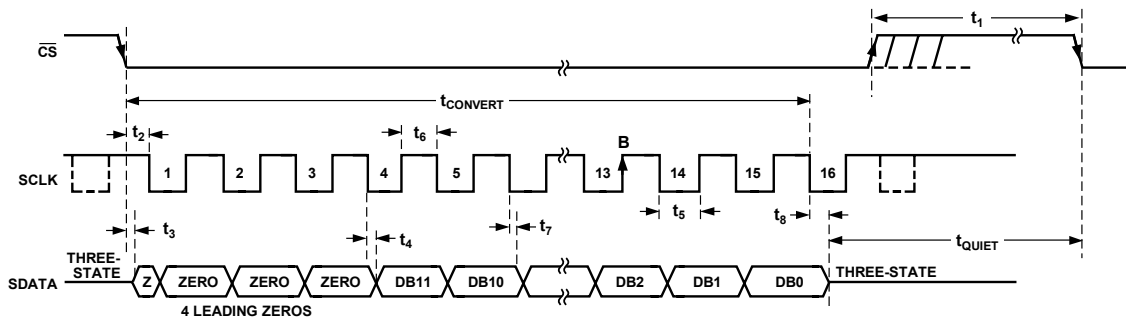 t1
CS
tCONVERT
t2
t6
B
SCLK
1 2 3 4 5 13 14 15 16
t3
t4
t7
t5
t8
tQUIET
THREE-STATE
SDATA
Z ZERO ZERO ZERO DB11 DB10 DB2 DB1 DB0
THREE-STATE
4 LEADING ZEROS